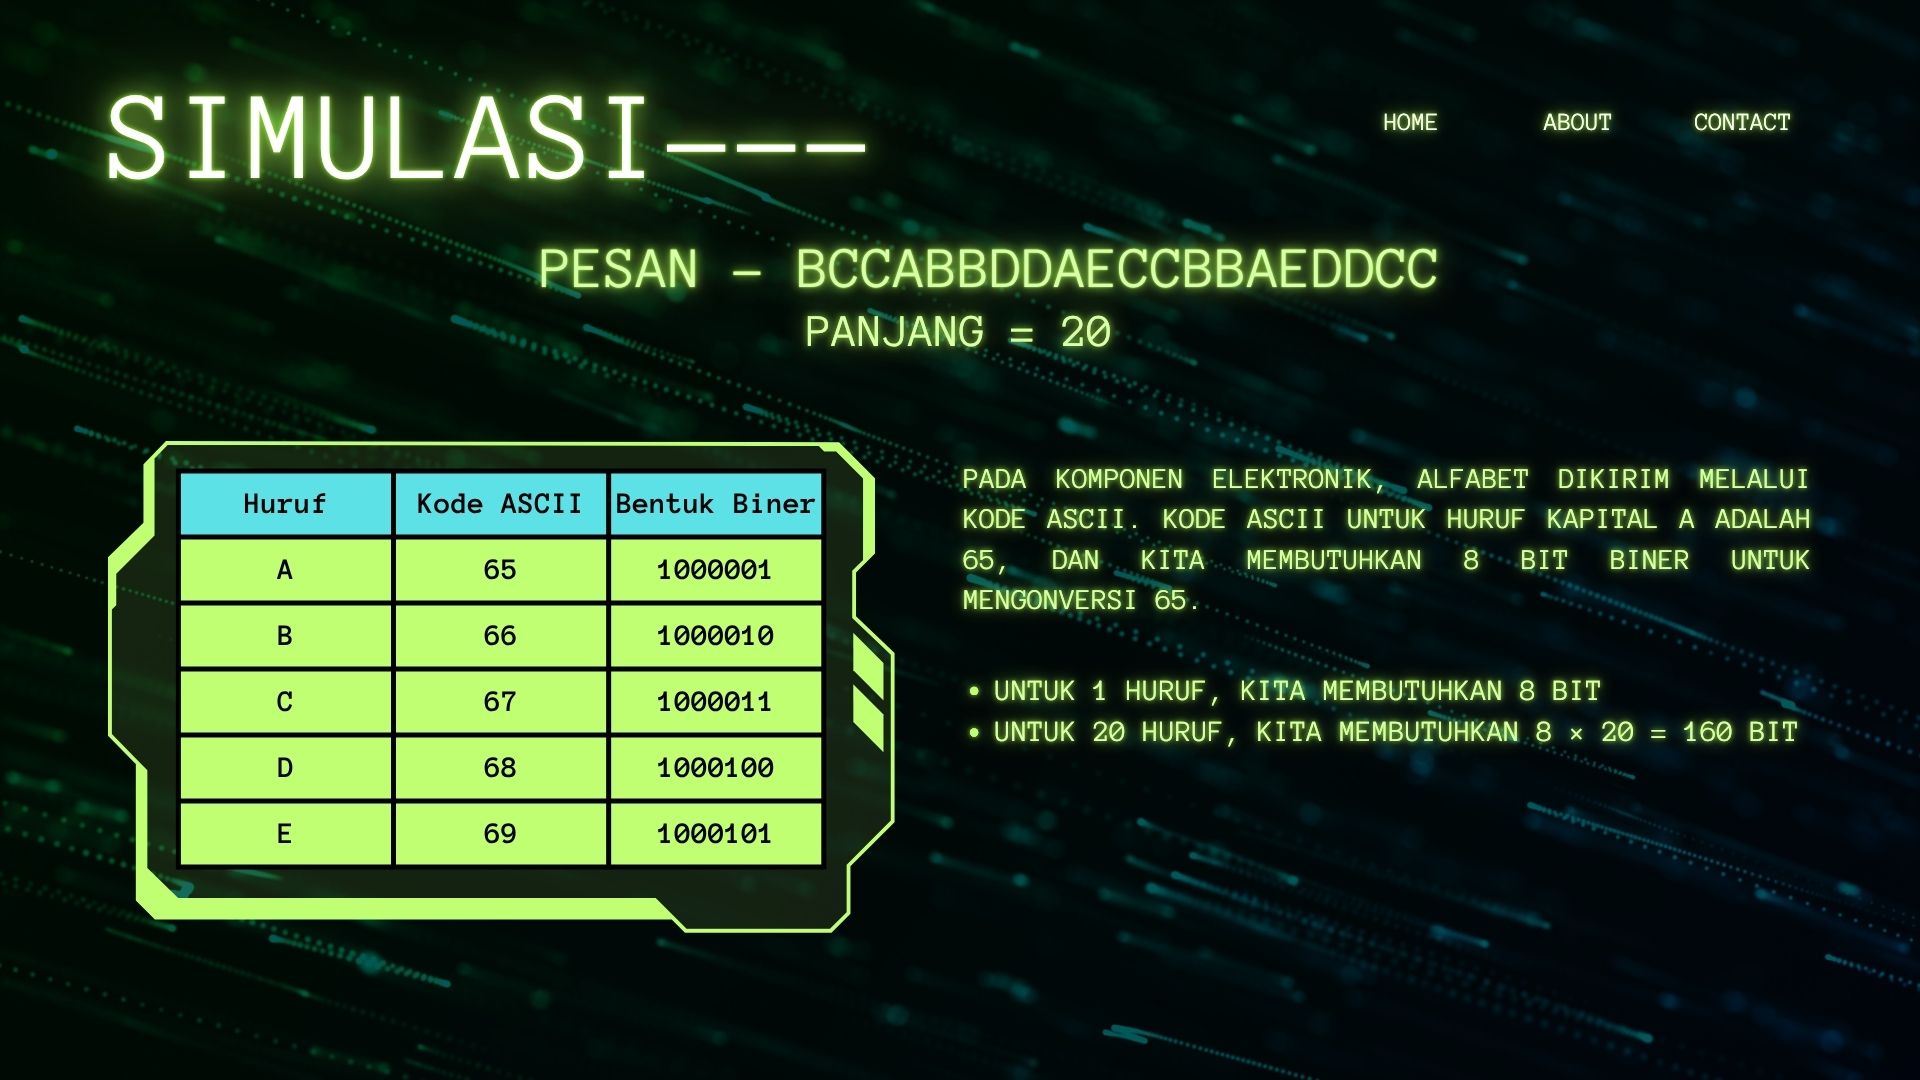 SIMULASI---
HOME ABOUT CONTACT
PESAN - BCCABBDDAECCBBAEDDCC
PANJANG = 20
Huruf Kode ASCII Bentuk Biner
A 65 1000001
B 66 1000010
C 67 1000011
D 68 1000100
E 69 1000101
PADA KOMPONEN ELEKTRONIK, ALFABET DIKIRIM MELALUI
KODE ASCII. KODE ASCII UNTUK HURUF KAPITAL A ADALAH
65, DAN KITA MEMBUTUHKAN 8 BIT BINER UNTUK
MENGONVERSI 65.
• UNTUK 1 HURUF, KITA MEMBUTUHKAN 8 BIT
• UNTUK 20 HURUF, KITA MEMBUTUHKAN 8 × 20 = 160 BIT